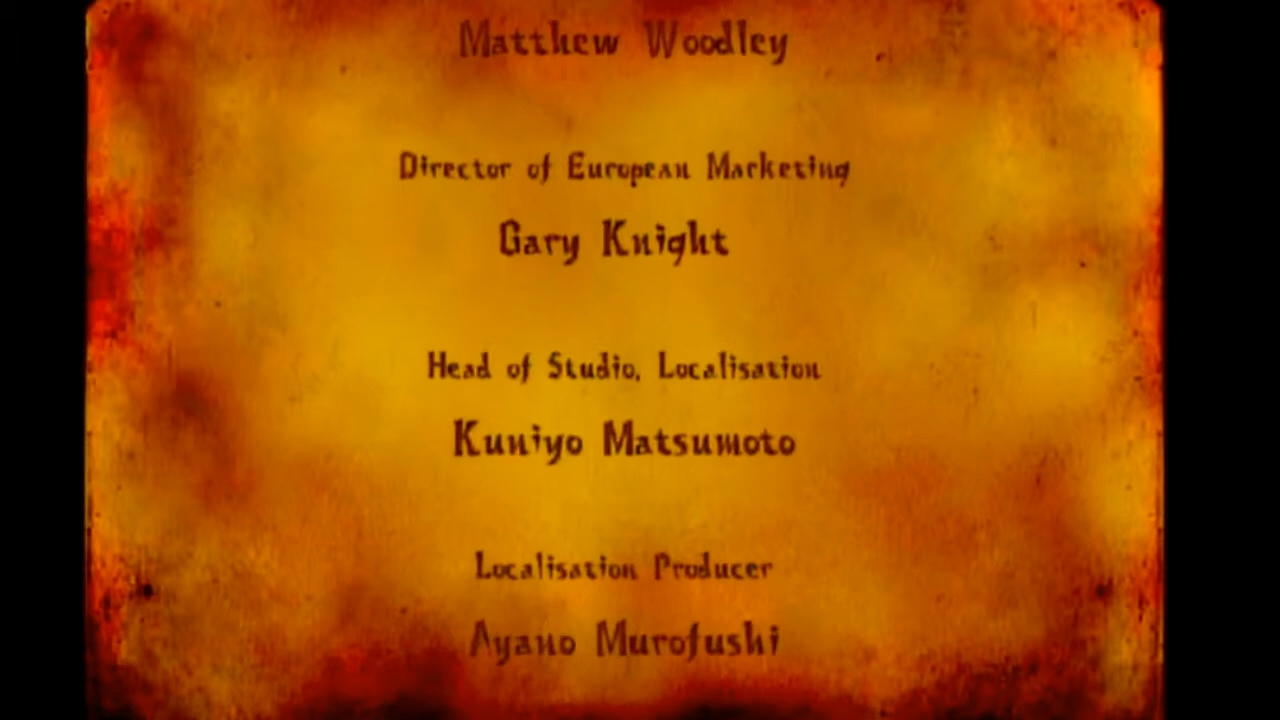 Matthew Woodley
Director of European Marketing
Gary Knight
Head of Studio, Localisation
Kuniyo Matsumoto
Localisation Producer
Ayano Murofushi